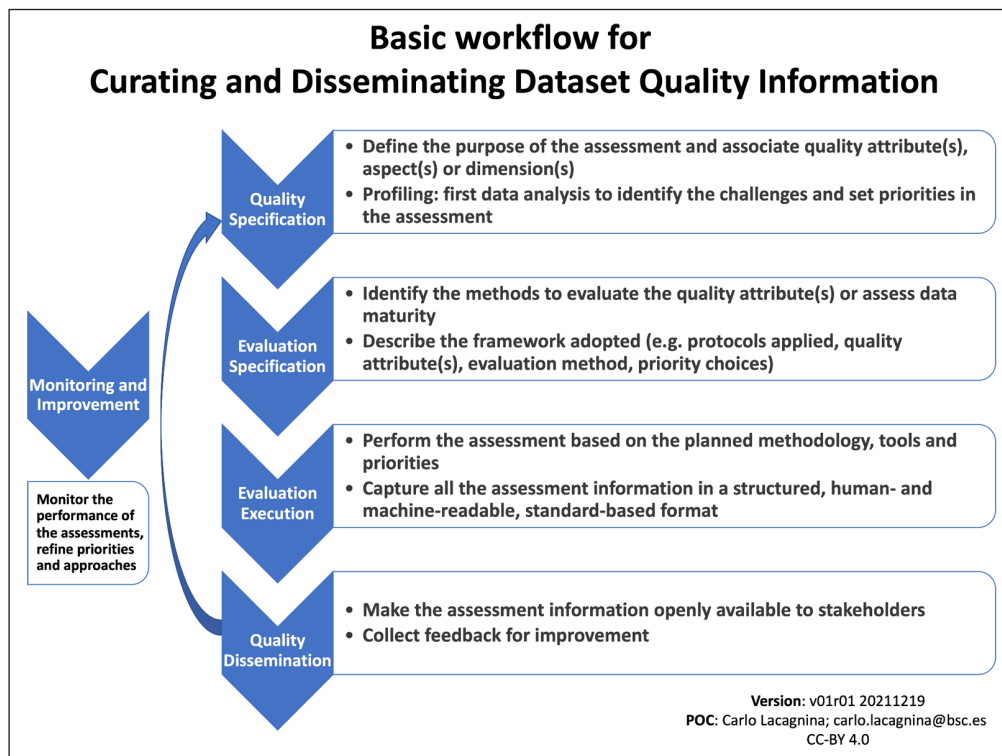 Basic workflow for
Curating and Disseminating Dataset Quality Information
Quality
Specification
• Define the purpose of the assessment and associate quality attribute(s),
aspect(s) or dimension(s)
• Profiling: first data analysis to identify the challenges and set priorities in
the assessment
Evaluation
Specification
• Identify the methods to evaluate the quality attribute(s) or assess data
maturity
• Describe the framework adopted (e.g. protocols applied, quality
attribute(s), evaluation method, priority choices)
Monitoring and
Improvement
Monitor the
performance of
the assessments,
refine priorities
and approaches
Evaluation
Execution
• Perform the assessment based on the planned methodology, tools and
priorities
• Capture all the assessment information in a structured, human- and
machine-readable, standard-based format
Quality
Dissemination
• Make the assessment information openly available to stakeholders
• Collect feedback for improvement
Version: v01r01 20211219
POC: Carlo Lacagnina; carlo.lacagnina@bsc.es
CC-BY 4.0